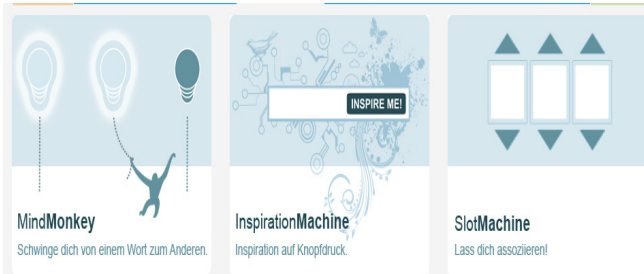 INSPIRE ME!
MindMonkey
Schwinge dich von einem Wort zum Anderen.
InspirationMachine
Inspiration auf Knopfdruck.
SlotMachine
Lass dich assoziieren!